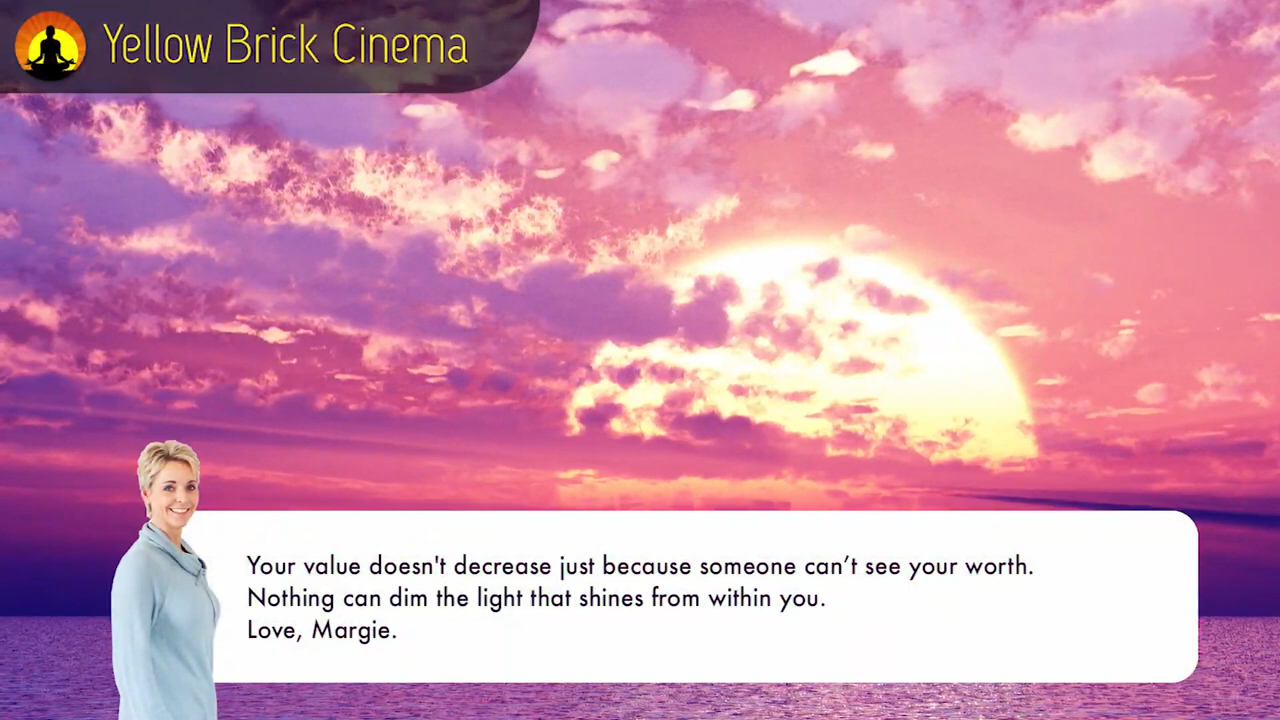 Yellow Brick Cinema
Your value doesn't decrease just because someone can’t see your worth.
Nothing can dim the light that shines from within you.
Love, Margie.